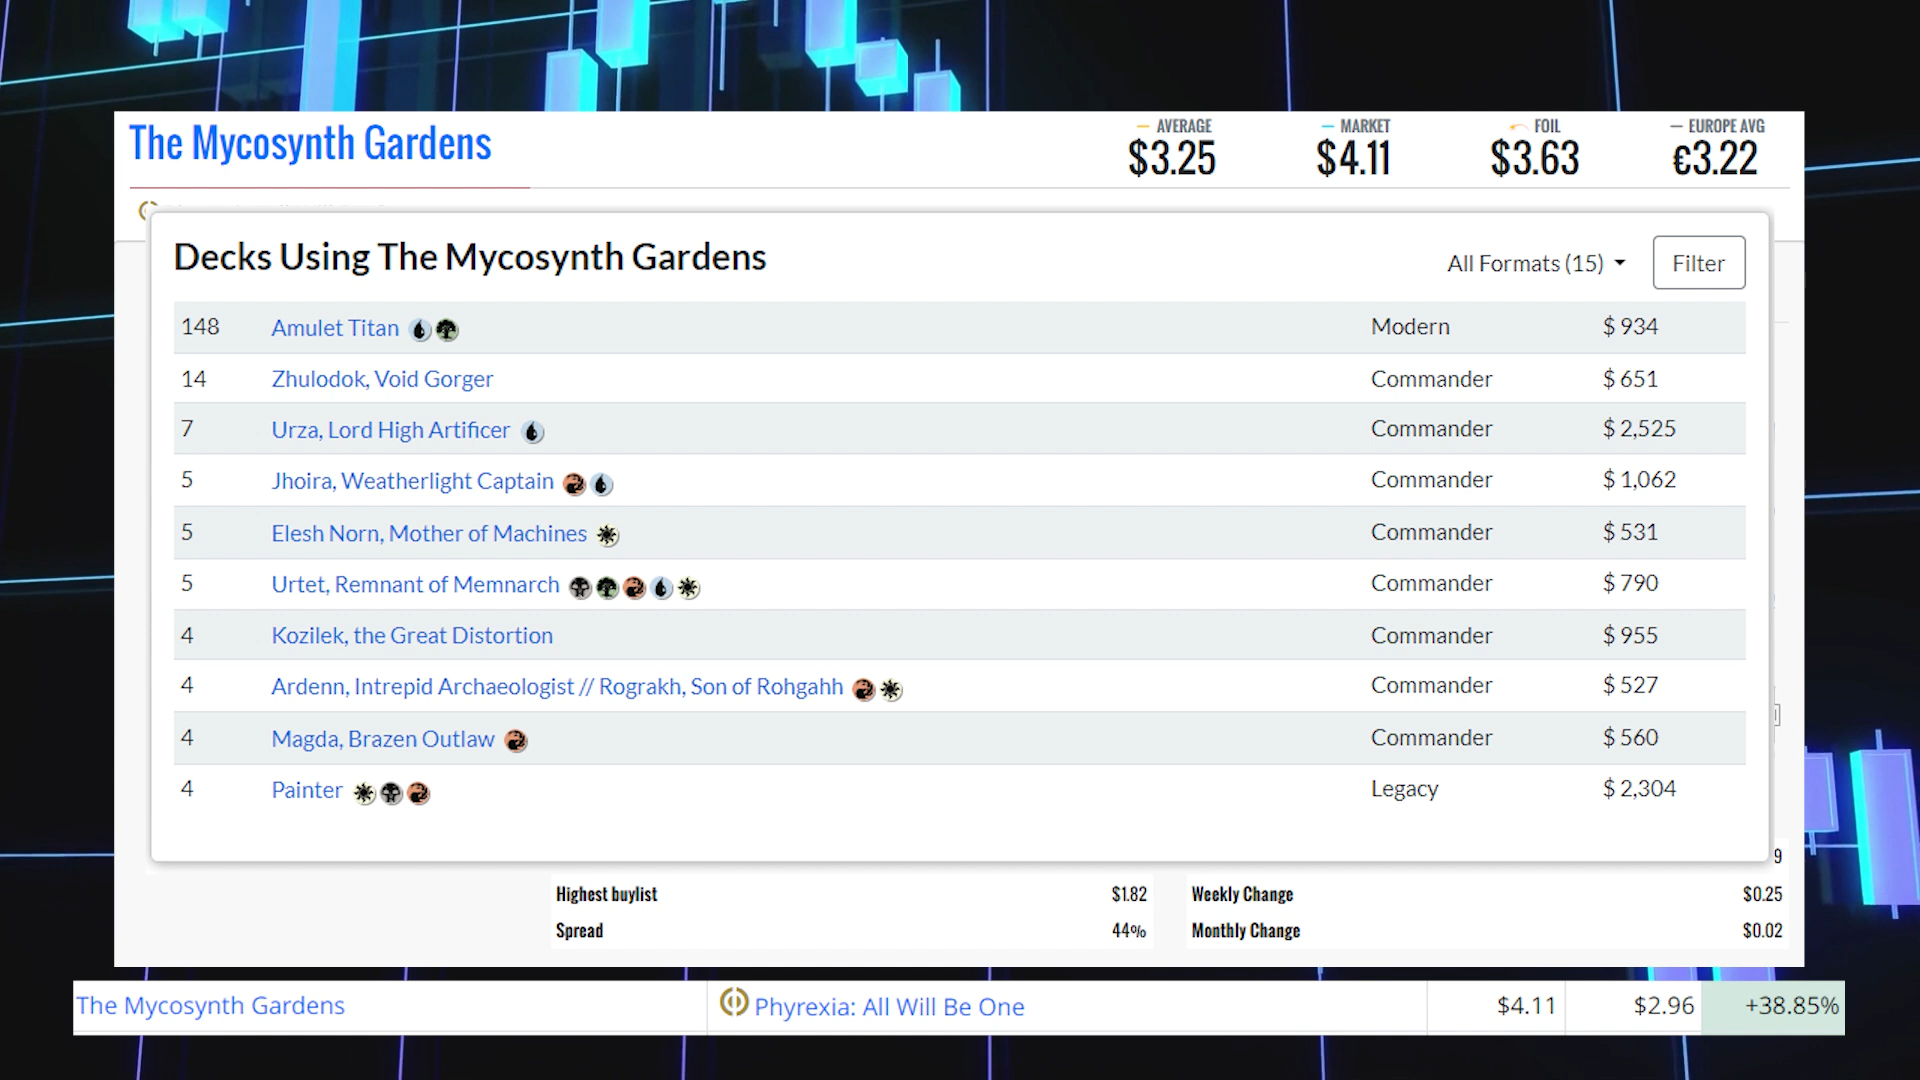 The Mycosynth Gardens
AVERAGE MARKET FOIL EUROPE AVG
$3.25 $4.11 $3.63 €3.22
Decks Using The Mycosynth Gardens
All Formats (15) Filter
148 Amulet Titan Modern $ 934
14 Zhulodok, Void Gorger Commander $ 651
7 Urza, Lord High Artificer Commander $ 2,525
5 Jhoira, Weatherlight Captain Commander $ 1,062
5 Elesh Norn, Mother of Machines Commander $ 531
5 Urtet, Remnant of Memnarch Commander $ 790
4 Kozilek, the Great Distortion Commander $ 955
4 Ardenn, Intrepid Archaeologist // Rograkh, Son of Rohgahh Commander $ 527
4 Magda, Brazen Outlaw Commander $ 560
4 Painter Legacy $ 2,304
9
Highest buylist $1.82 Weekly Change $0.25
Spread 44% Monthly Change $0.02
The Mycosynth Gardens Phyrexia: All Will Be One $4.11 $2.96 +38.85%